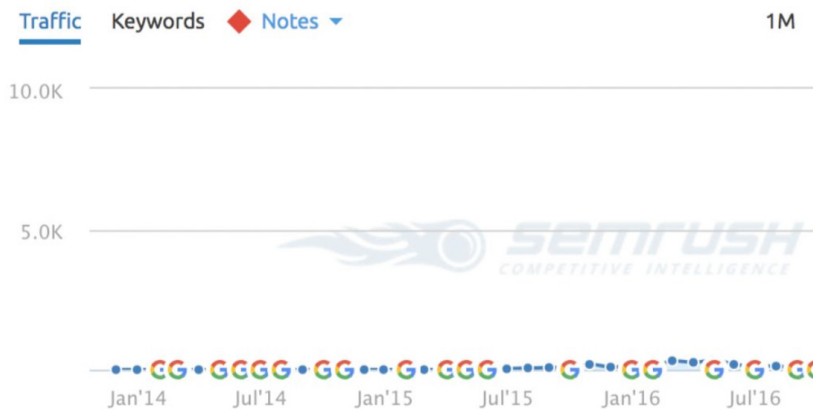 Traffic Keywords Notes 1M
10.0K
5.0K
semrush
COMPETITIVE INTELLIGENCE
Jan'14 Jul'14 Jan'15 Jul'15 Jan'16 Jul'16